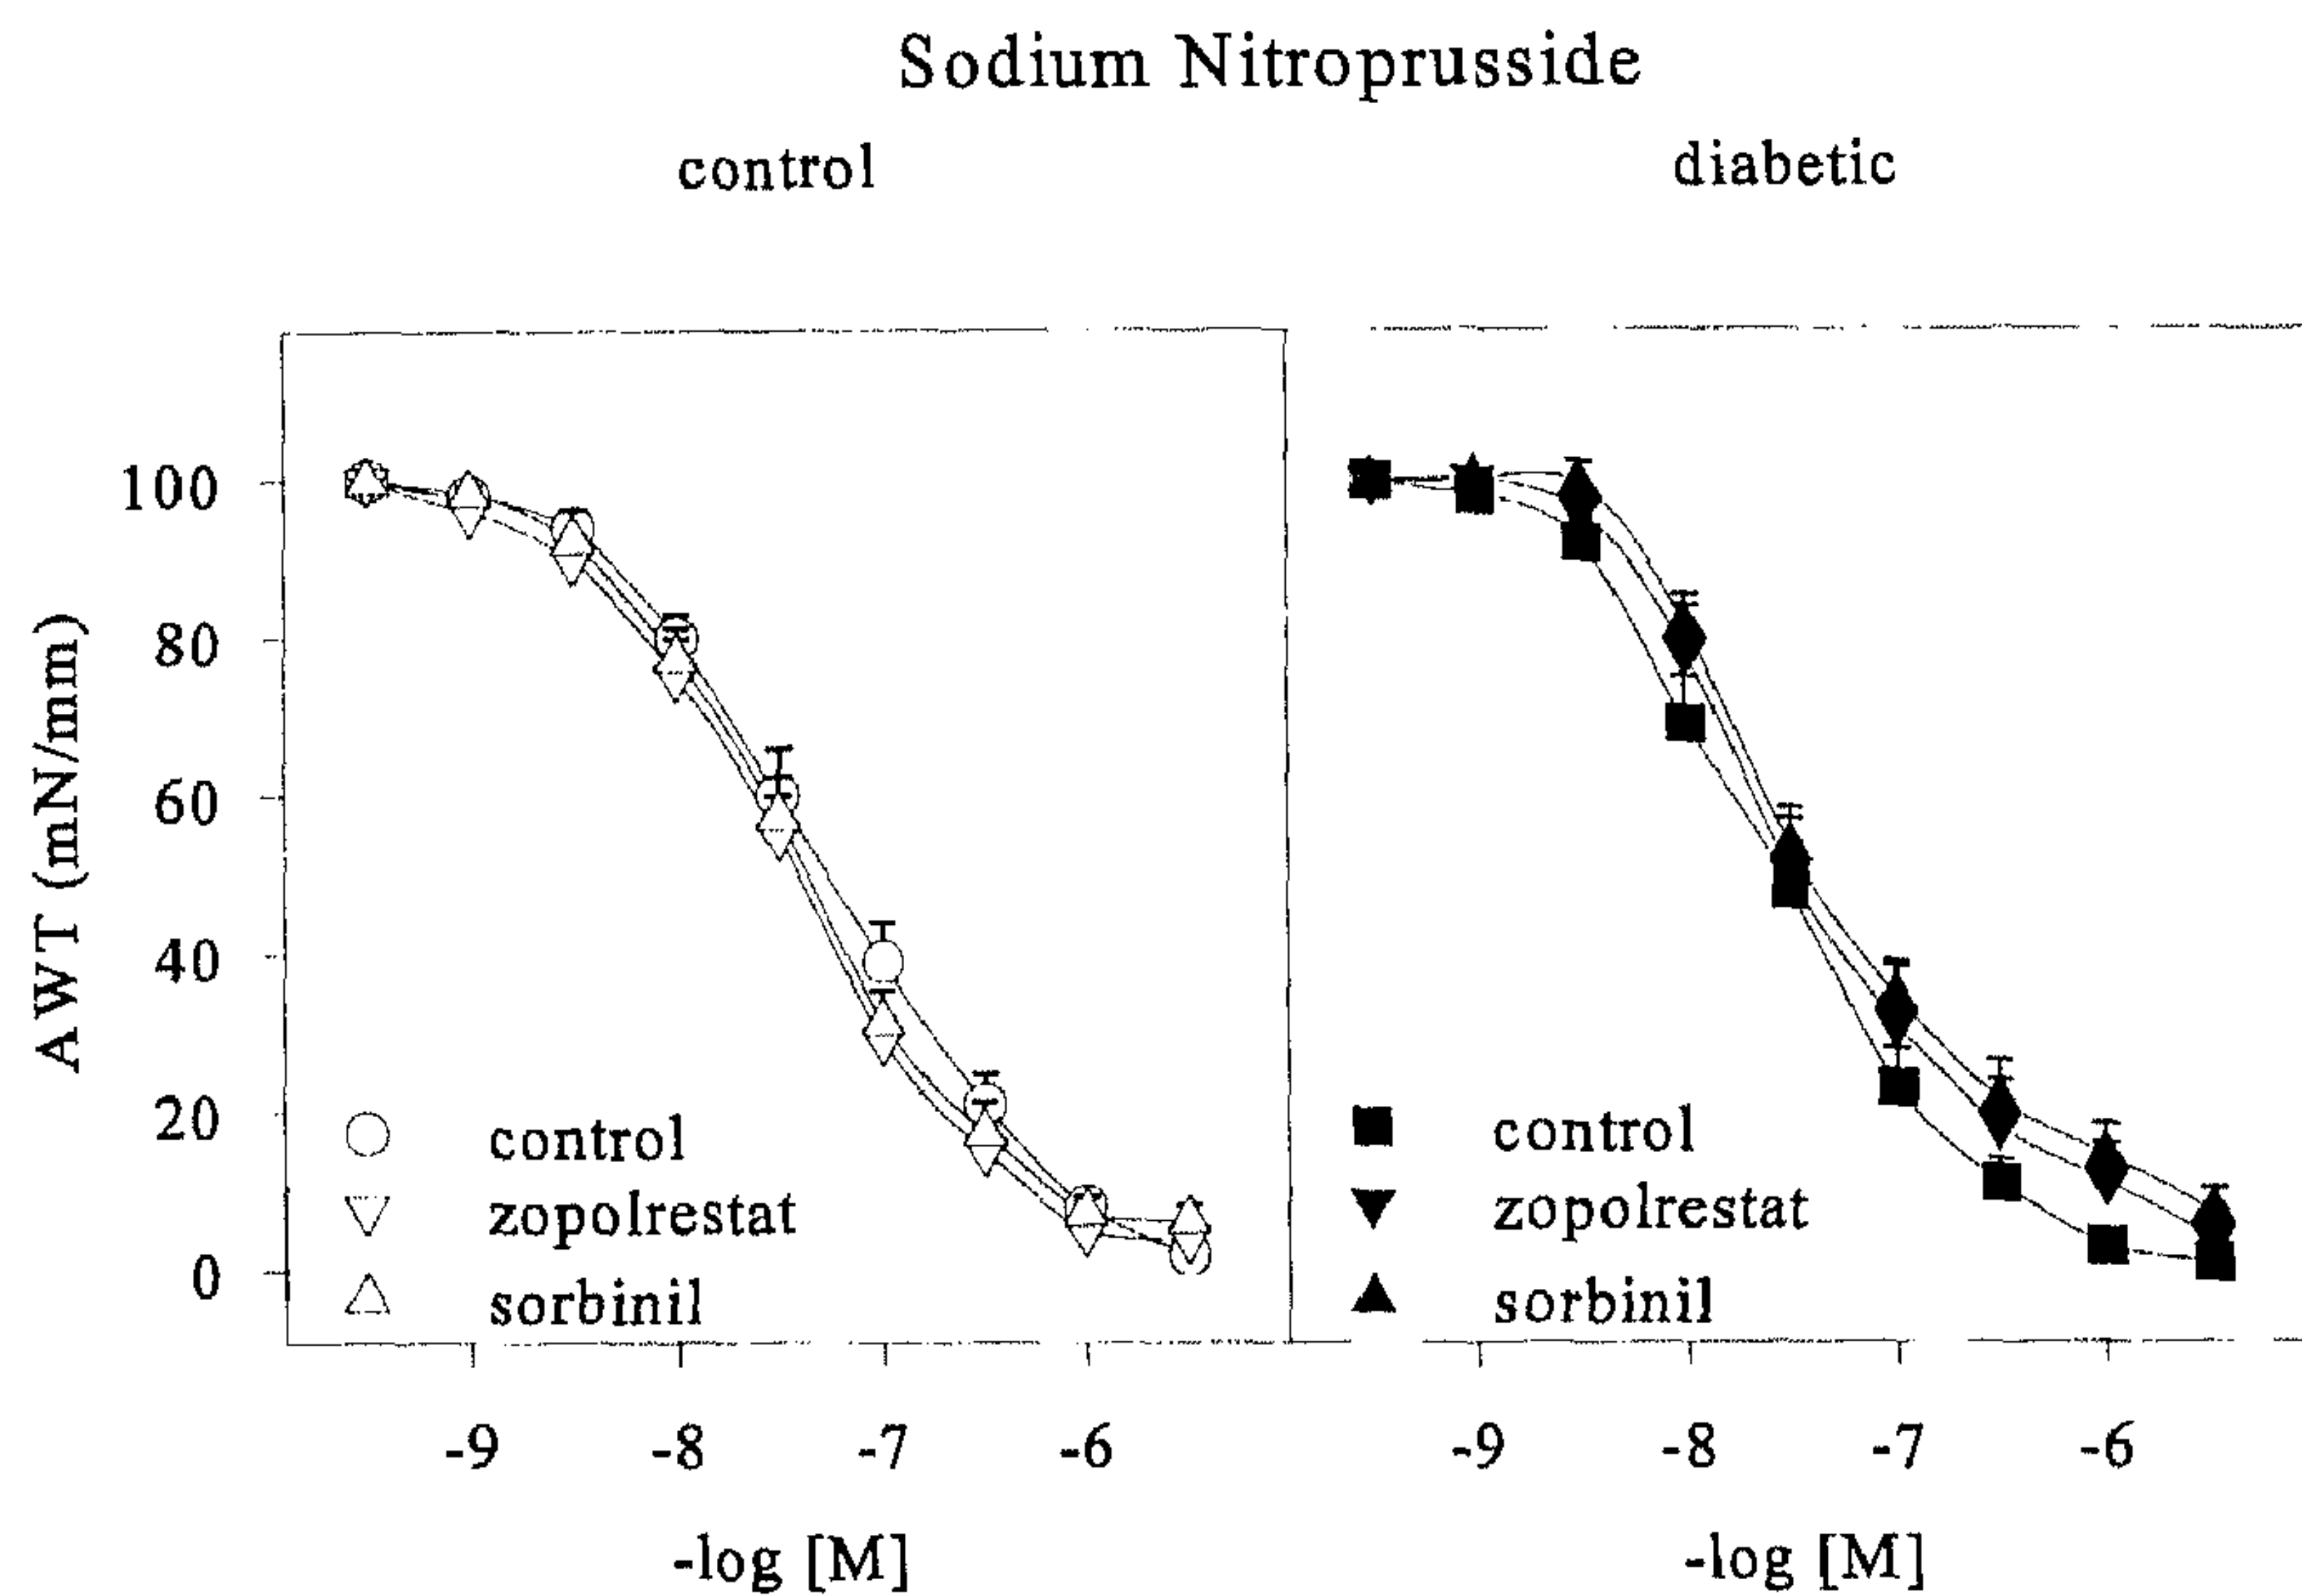 Sodium Nitroprusside
control
diabetic
AWT (mN/mm)
100
80
60
40
20
0
control
zopolrestat
sorbinil
control
zopolrestat
sorbinil
-9 -8 -7 -6
-9 -8 -7 -6
-log [M]
-log [M]